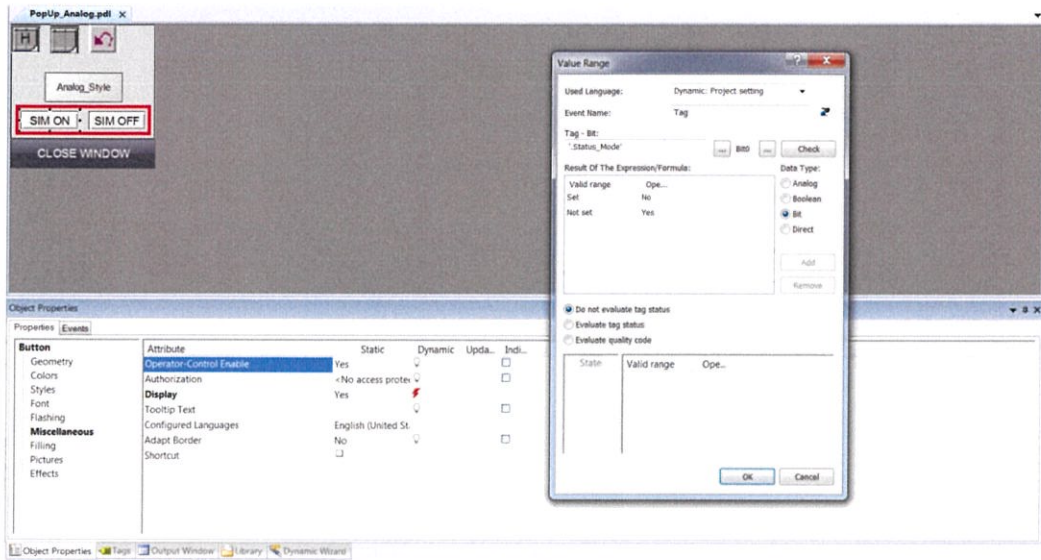 PopUp_Analog.pdl X
H
Analog_Style
SIM ON SIM OFF
CLOSE WINDOW
Value Range
? X
Used Language: Dynamic: Project setting
Event Name: Tag
Tag - Bit:
'.Status_Mode' ... Bit0 ... Check
Result Of The Expression/Formula: Data Type:
Valid range Ope...
Set No
Not set Yes
Analog
Boolean
Bit
Direct
Add
Remove
Do not evaluate tag status
Evaluate tag status
Evaluate quality code
State Valid range Ope...
OK Cancel
Object Properties
Properties Events
Button
Geometry
Colors
Styles
Font
Flashing
Miscellaneous
Filling
Pictures
Effects
Attribute Static Dynamic Upda... Indi...
Operator-Control Enable Yes
Authorization <No access protec
Display Yes
Tooltip Text
Configured Languages English (United St.
Adapt Border No
Shortcut
Object Properties Tags Output Window Library Dynamic Wizard